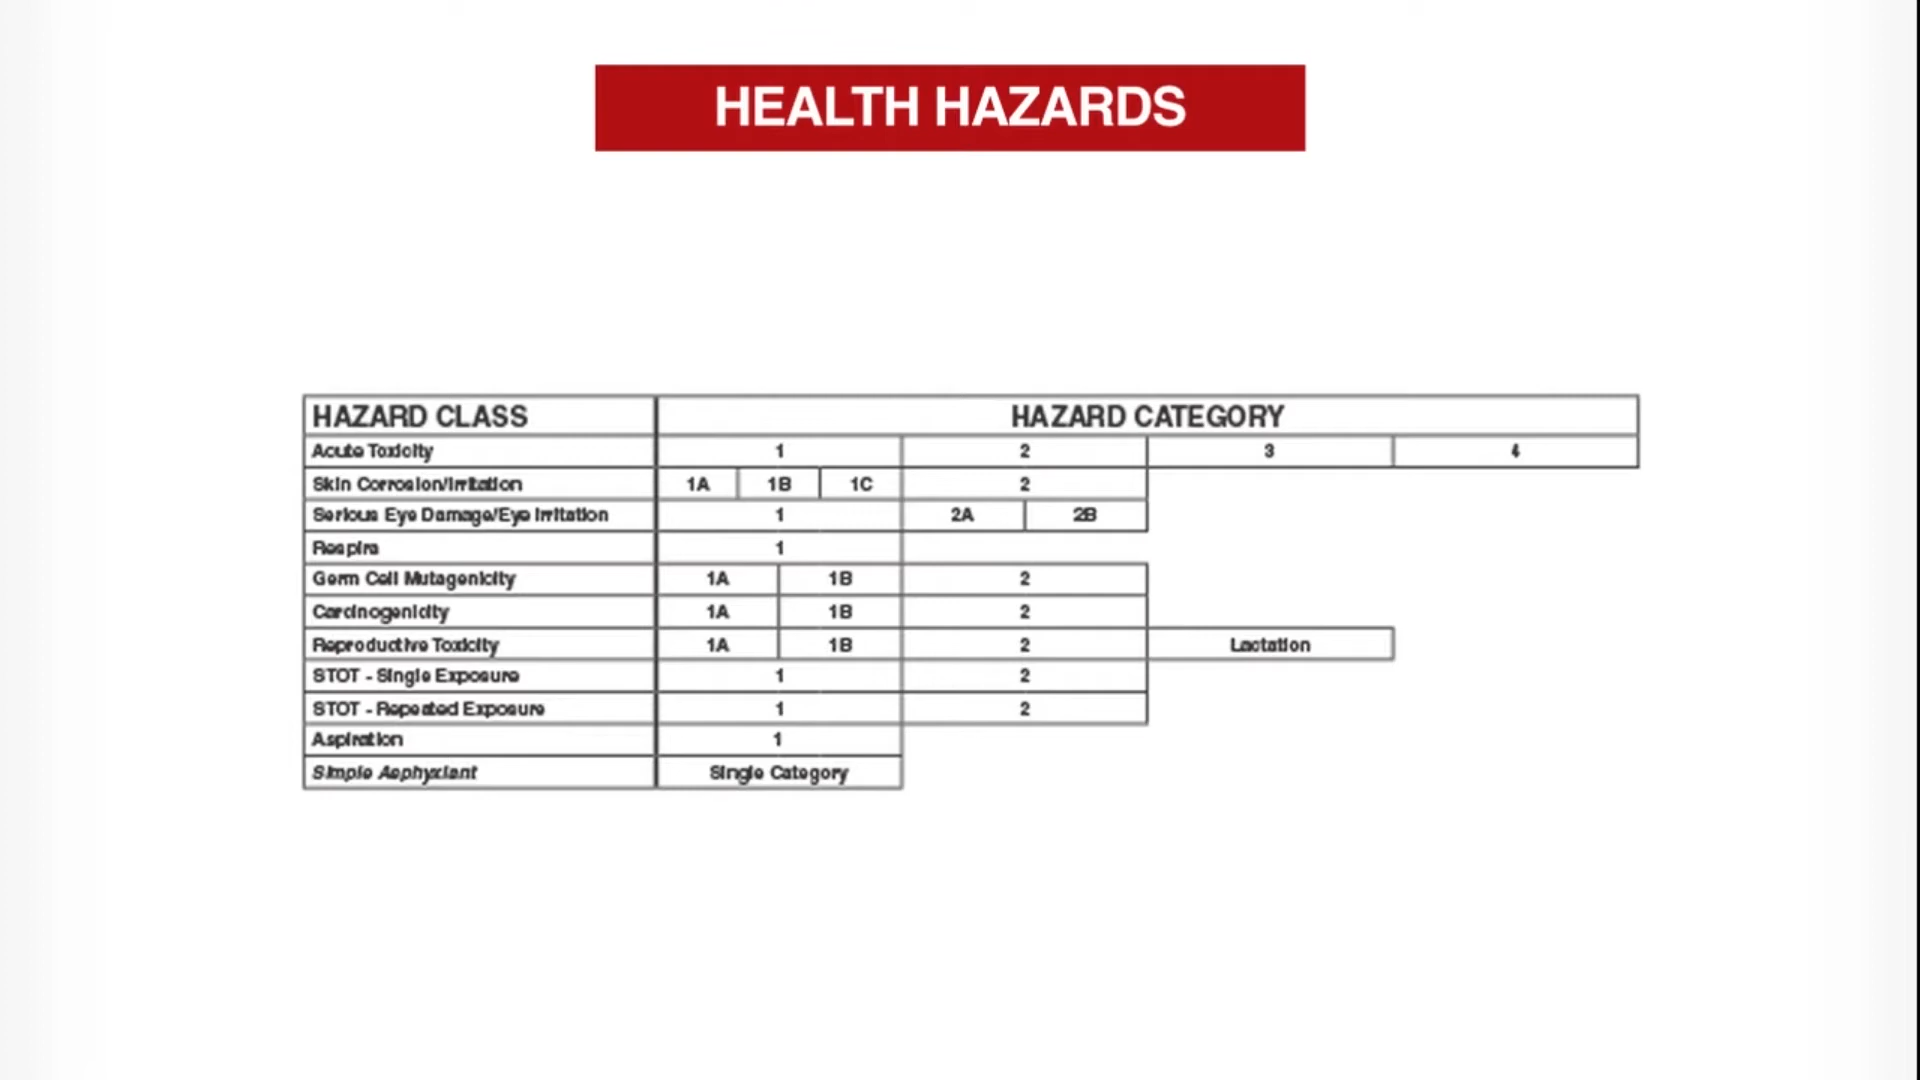 HEALTH HAZARDS
HAZARD CLASS HAZARD CATEGORY
Acute Toxicity 1 2 3 4
Skin Corrosion/Irritation 1A 1B 1C 2
Serious Eye Damage/Eye Irritation 1 2A 2B
Respira 1
Germ Cell Mutagenicity 1A 1B 2
Carcinogenicity 1A 1B 2
Reproductive Toxicity 1A 1B 2 Lactation
STOT - Single Exposure 1 2
STOT - Repeated Exposure 1 2
Aspiration 1
Simple Asphyxiant Single Category